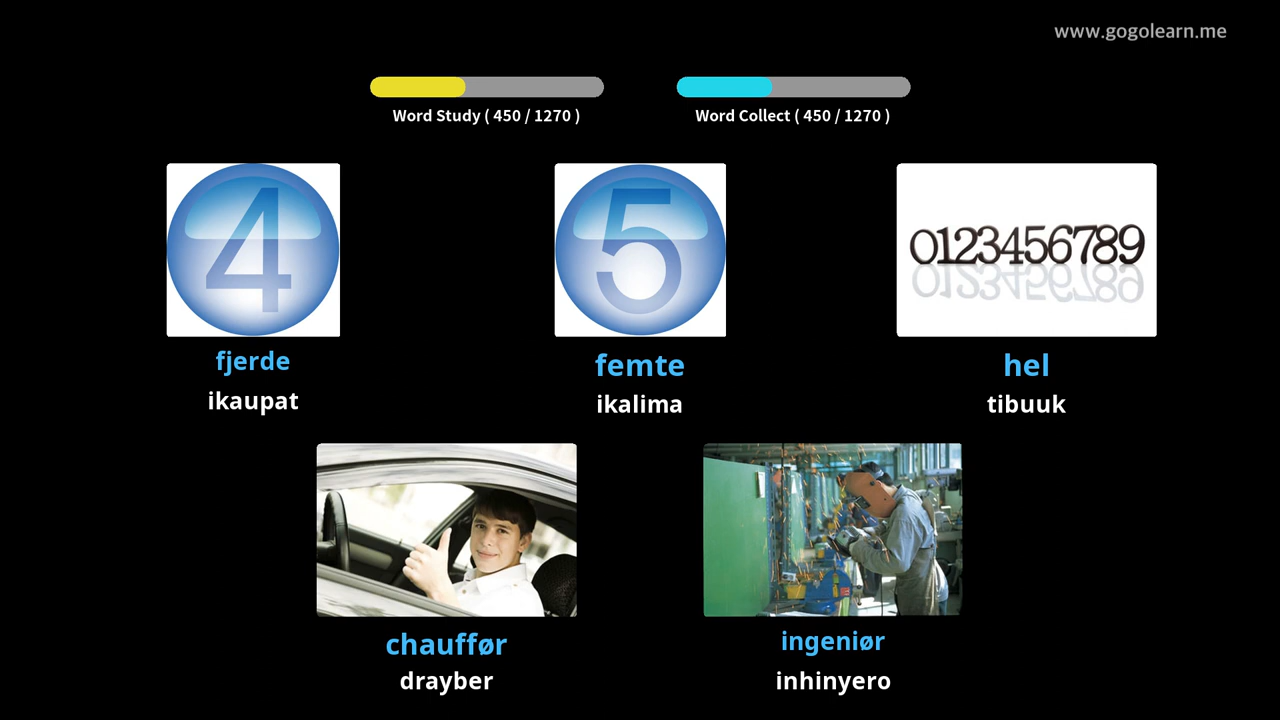 www.gogolearn.me
Word Study ( 450 / 1270 )
Word Collect ( 450 / 1270 )
4
5
0123456789
fjerde
ikaupat
femte
ikalima
hel
tibuuk
chauffør
drayber
ingeniør
inhinyero